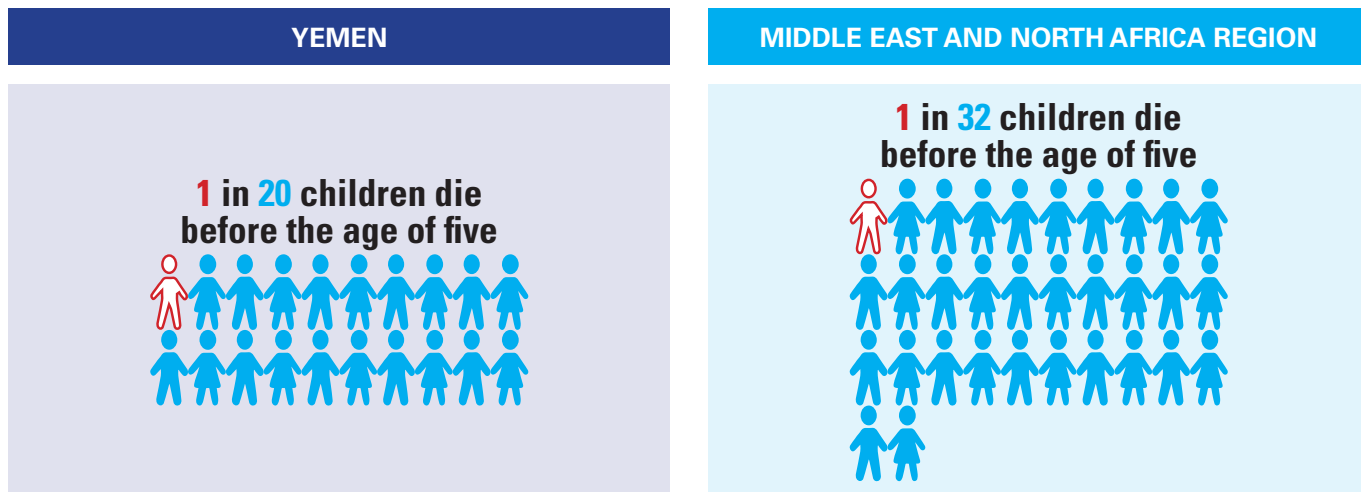 YEMEN
1 in 20 children die
before the age of five
MIDDLE EAST AND NORTH AFRICA REGION
1 in 32 children die
before the age of five